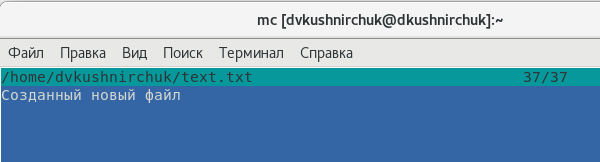 mc [dvkushnirchuk@dkushnirchuk]:~
Файл Правка Вид Поиск Терминал Справка
/home/dvkushnirchuk/text.txt 37/37
Созданный новый файл